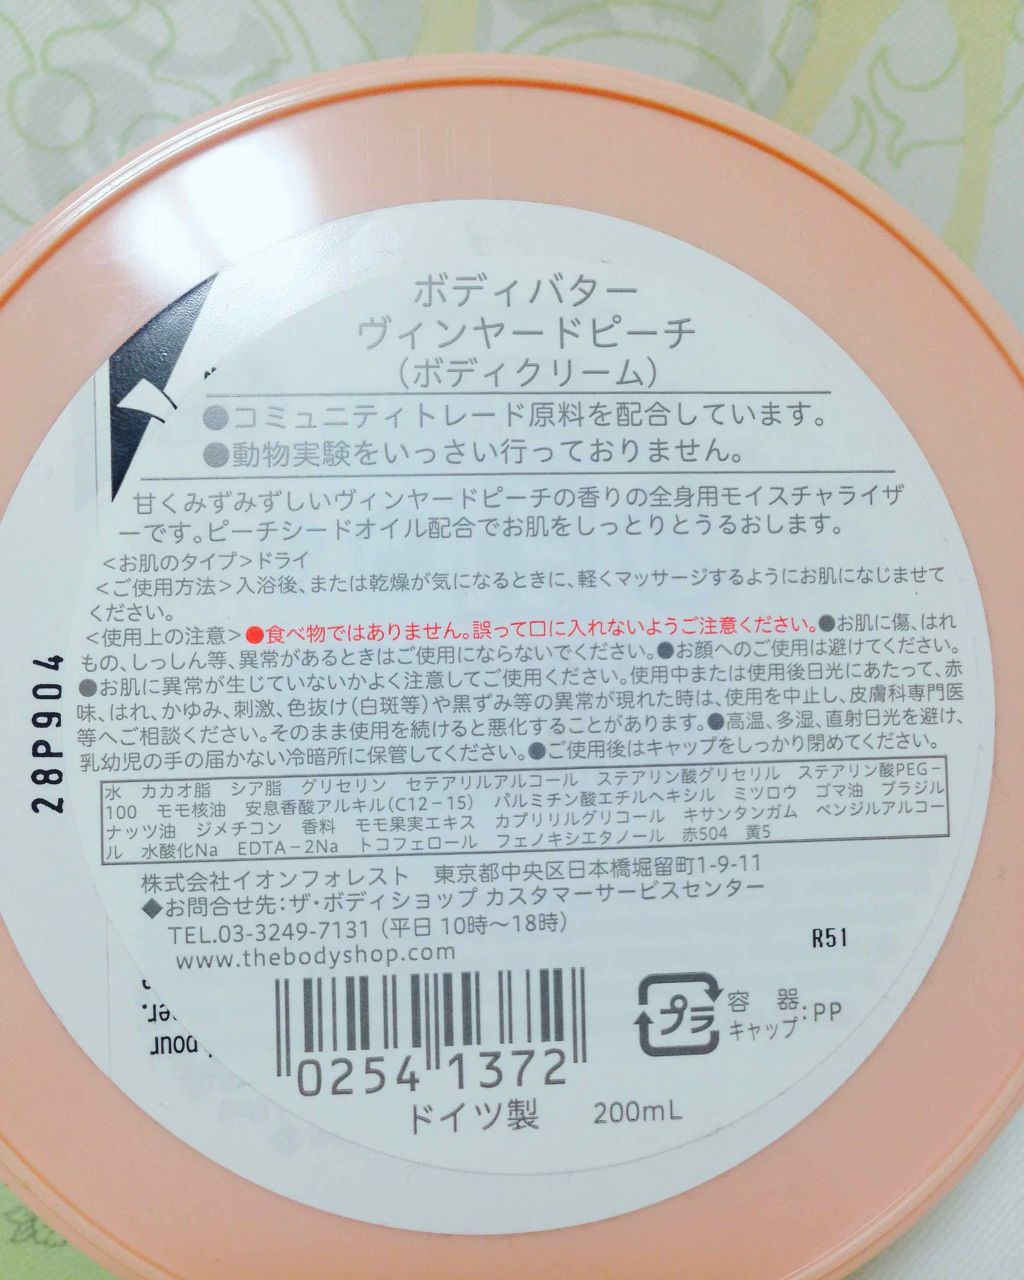 ボディバター
ヴィンヤードピーチ
（ボディクリーム）
●コミュニティトレード原料を配合しています。
●動物実験をいっさい行っておりません。
甘くみずみずしいヴィンヤードピーチの香りの全身用モイスチャライザ
ーです。ピーチシードオイル配合でお肌をしっとりとうるおします。
＜お肌のタイプ＞ドライ
＜ご使用方法＞入浴後、または乾燥が気になるときに、軽くマッサージするようにお肌になじませて
ください。
＜使用上の注意＞●食べ物ではありません。誤って口に入れないようご注意ください。●お肌に傷、はれ
もの、しっしん等、異常があるときはご使用にならないでください。●お顔へのご使用は避けてください。
●お肌に異常が生じていないかよく注意してご使用ください。使用中または使用後日光にあたって、赤
味、はれ、かゆみ、刺激、色抜け（白斑等）や黒ずみ等の異常が現れた時は、使用を中止し、皮膚科専門医
等へご相談ください。そのまま使用を続けると悪化することがあります。●高温、多湿、直射日光を避け、
乳幼児の手の届かない冷暗所に保管してください。●ご使用後はキャップをしっかり閉めてください。
水　カカオ脂　シア脂　グリセリン　セテアリルアルコール　ステアリン酸グリセリル　ステアリン酸PEG－
100　モモ核油　安息香酸アルキル（C12－15）　パルミチン酸エチルヘキシル　ミツロウ　ゴマ油　ブラジル
ナッツ油　ジメチコン　香料　モモ果実エキス　カプリリルグリコール　キサンタンガム　ベンジルアルコー
ル　水酸化Na　EDTA－2Na　トコフェロール　フェノキシエタノール　赤504　黄5
株式会社イオンフォレスト　東京都中央区日本橋堀留町1-9-11
◆お問合せ先：ザ・ボディショップ カスタマーサービスセンター
TEL.03-3249-7131（平日 10時〜18時）
www.thebodyshop.com
R51
28P904
pour
0254 1372
プラ
容　器
キャップ：PP
ドイツ製　200mL